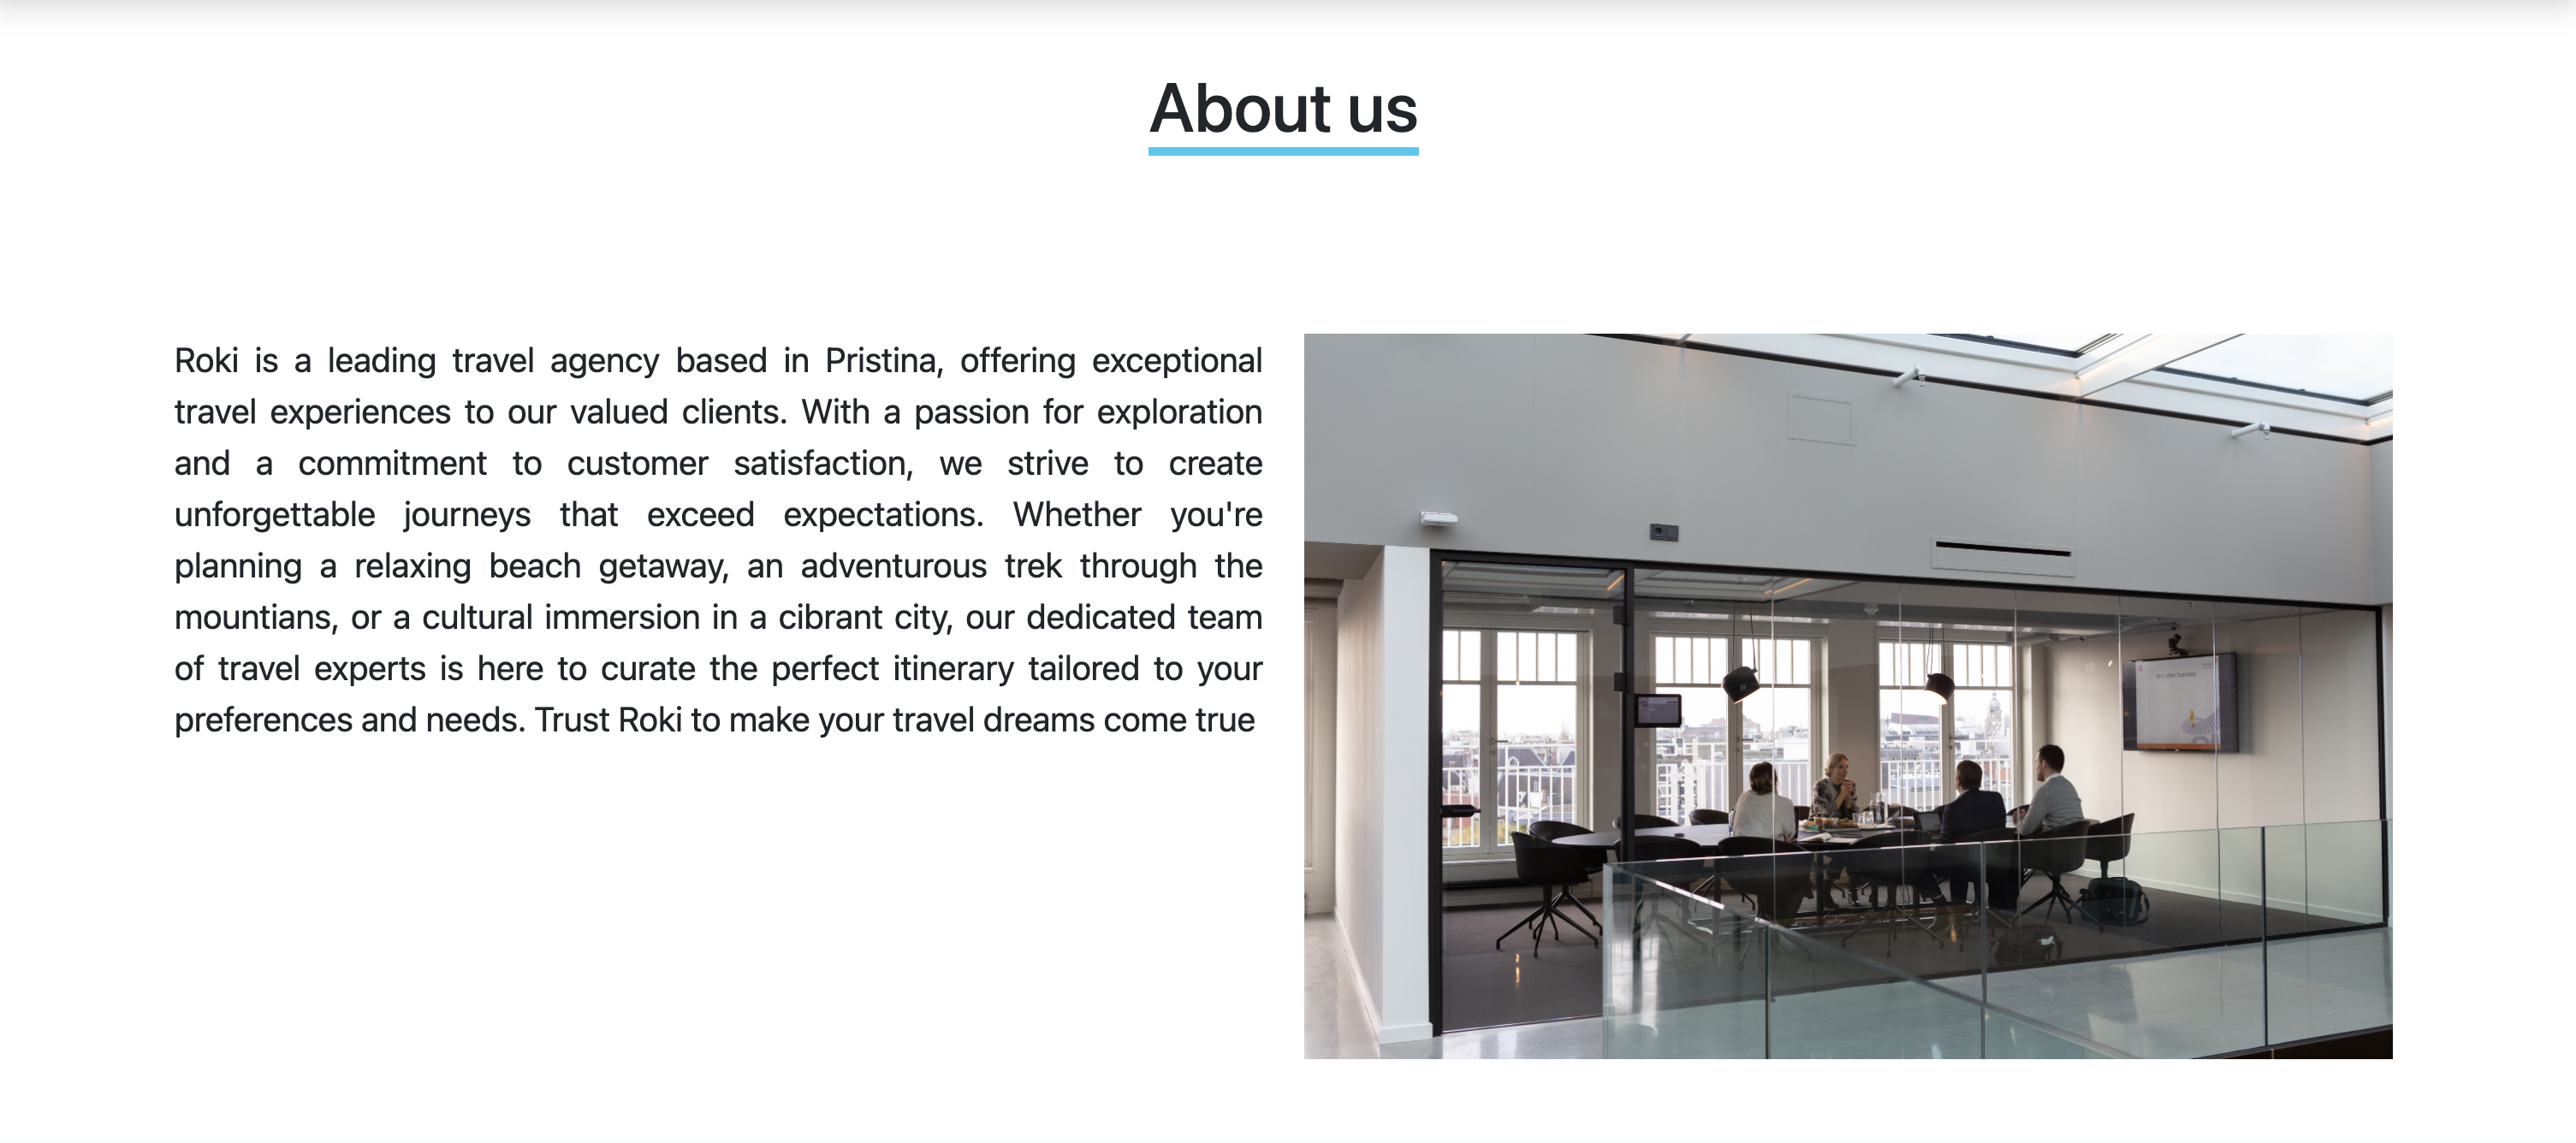 About us
Roki is a leading travel agency based in Pristina, offering exceptional
travel experiences to our valued clients. With a passion for exploration
and a commitment to customer satisfaction, we strive to create
unforgettable journeys that exceed expectations. Whether you're
planning a relaxing beach getaway, an adventurous trek through the
mountians, or a cultural immersion in a cibrant city, our dedicated team
of travel experts is here to curate the perfect itinerary tailored to your
preferences and needs. Trust Roki to make your travel dreams come true
Any other business